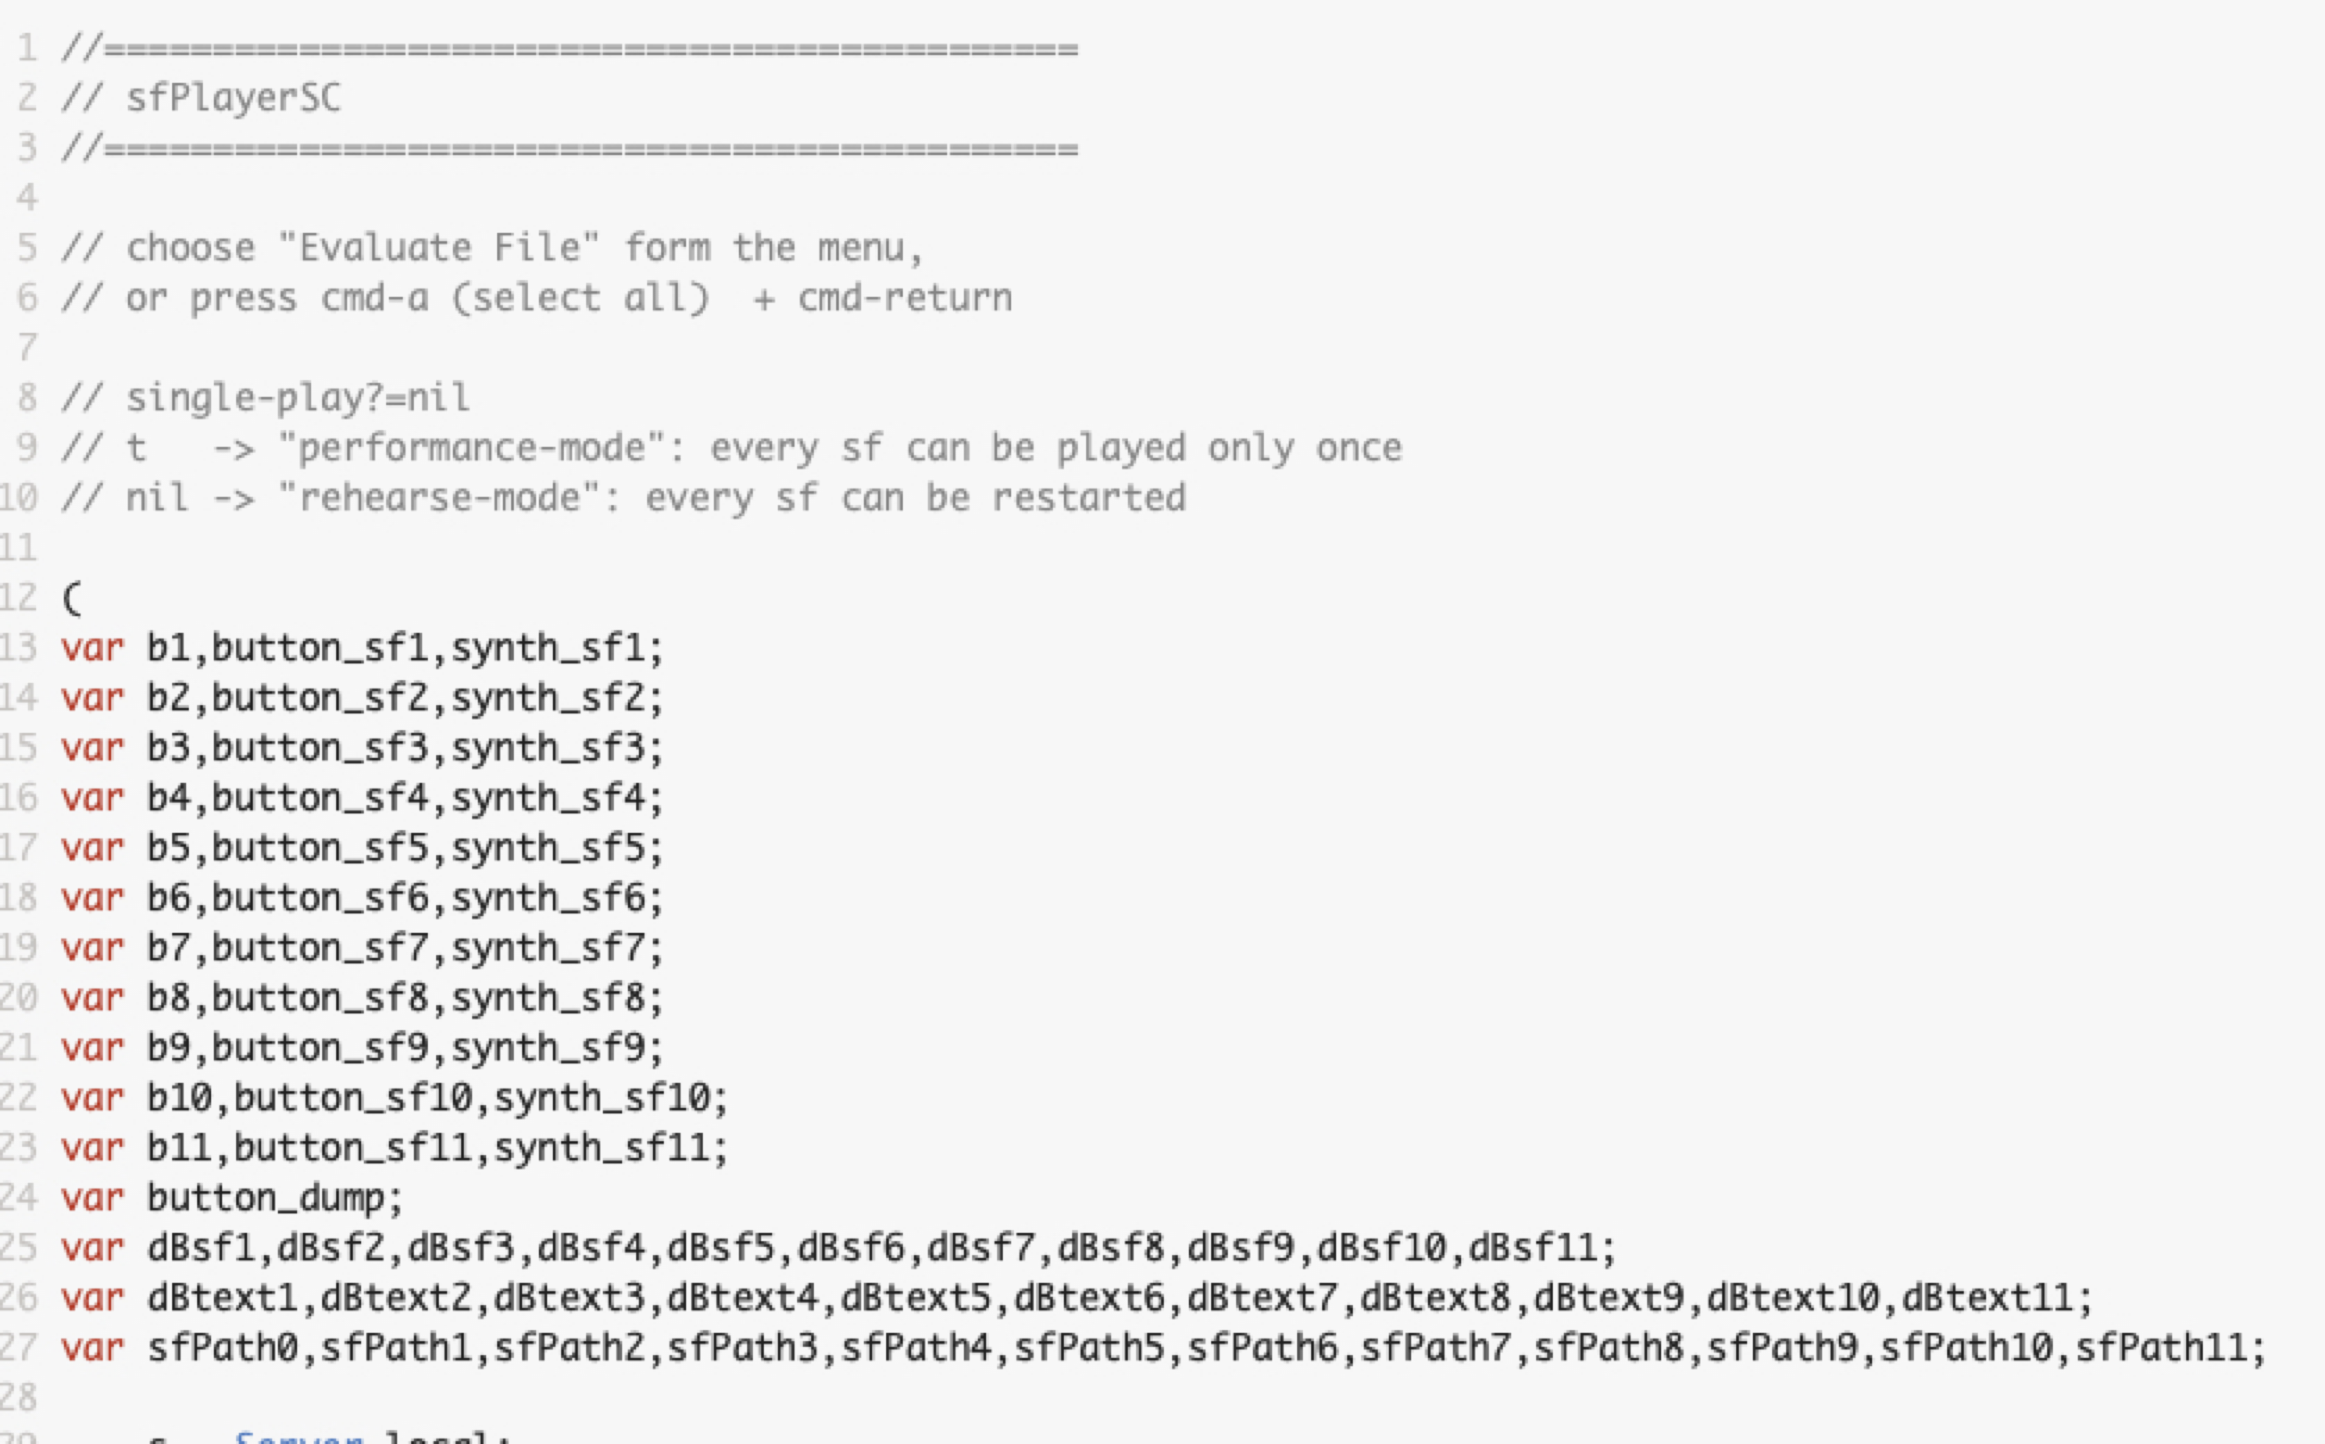 1 //=============================================
2 // sfPlayerSC
3 //=============================================
4
5 // choose "Evaluate File" form the menu,
6 // or press cmd-a (select all)  + cmd-return
7
8 // single-play?=nil
9 // t   -> "performance-mode": every sf can be played only once
10 // nil -> "rehearse-mode": every sf can be restarted
11
12 (
13 var b1,button_sf1,synth_sf1;
14 var b2,button_sf2,synth_sf2;
15 var b3,button_sf3,synth_sf3;
16 var b4,button_sf4,synth_sf4;
17 var b5,button_sf5,synth_sf5;
18 var b6,button_sf6,synth_sf6;
19 var b7,button_sf7,synth_sf7;
20 var b8,button_sf8,synth_sf8;
21 var b9,button_sf9,synth_sf9;
22 var b10,button_sf10,synth_sf10;
23 var b11,button_sf11,synth_sf11;
24 var button_dump;
25 var dBsf1,dBsf2,dBsf3,dBsf4,dBsf5,dBsf6,dBsf7,dBsf8,dBsf9,dBsf10,dBsf11;
26 var dBtext1,dBtext2,dBtext3,dBtext4,dBtext5,dBtext6,dBtext7,dBtext8,dBtext9,dBtext10,dBtext11;
27 var sfPath0,sfPath1,sfPath2,sfPath3,sfPath4,sfPath5,sfPath6,sfPath7,sfPath8,sfPath9,sfPath10,sfPath11;
28